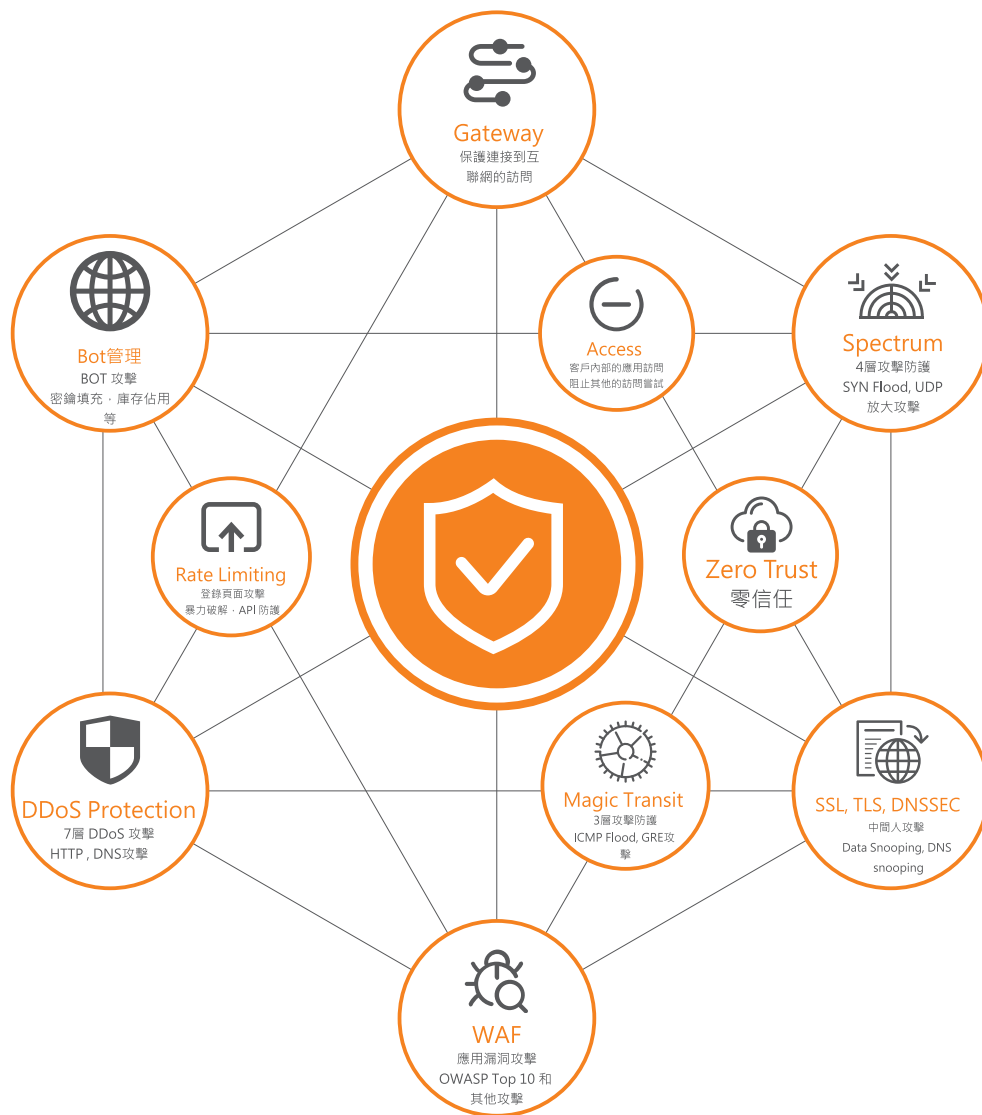 Gateway
保護連接到互
聯網的訪問
Bot管理
BOT 攻擊
密鑰填充，庫存佔用
等
Access
客戶內部的應用訪問
阻止其他的訪問嘗試
Spectrum
4層攻擊防護
SYN Flood, UDP
放大攻擊
Rate Limiting
登錄頁面攻擊
暴力破解，API 防護
Zero Trust
零信任
DDoS Protection
7層 DDoS 攻擊
HTTP , DNS攻擊
Magic Transit
3層攻擊防護
ICMP Flood, GRE攻
擊
SSL, TLS, DNSSEC
中間人攻擊
Data Snooping, DNS
snooping
WAF
應用漏洞攻擊
OWASP Top 10 和
其他攻擊